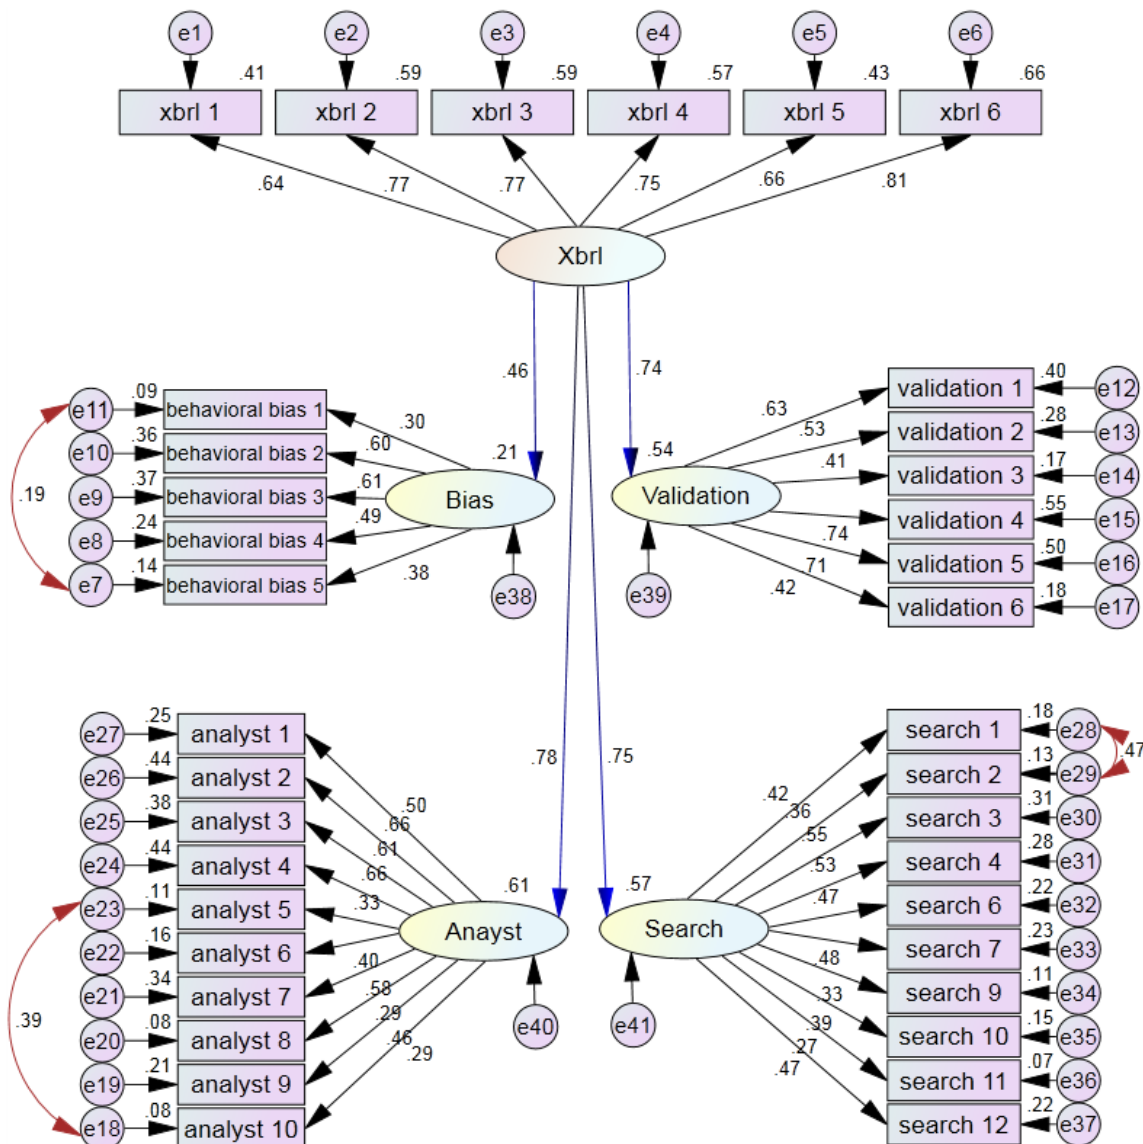 e1 e2 e3 e4 e5 e6
.41 .59 .59 .57 .43 .66
xbrl 1 xbrl 2 xbrl 3 xbrl 4 xbrl 5 xbrl 6
.64 .77 .77 .75 .66 .81
Xbrl
.46 .74
e11 .09 behavioral bias 1 .30
e10 .36 behavioral bias 2 .60
e9 .37 behavioral bias 3 .61
e8 .24 behavioral bias 4 .49
e7 .14 behavioral bias 5 .38
.19
.21 Bias
e38
.54 Validation
e39
.63 validation 1 .40 e12
.53 validation 2 .28 e13
.41 validation 3 .17 e14
validation 4 .55 e15
.74 validation 5 .50 e16
.71
.42 validation 6 .18 e17
.78 .75
e27 .25 analyst 1 .50
e26 .44 analyst 2 .66
e25 .38 analyst 3 .61
e24 .44 analyst 4 .66
e23 .11 analyst 5 .33
e22 .16 analyst 6 .40
e21 .34 analyst 7 .58
e20 .08 analyst 8 .29
e19 .21 analyst 9 .46
e18 .08 analyst 10 .29
.39
.61 Anayst
e40
.57 Search
e41
.42 search 1 .18 e28
.36 search 2 .13 e29
.47
.55 search 3 .31 e30
.53 search 4 .28 e31
.47 search 6 .22 e32
.48 search 7 .23 e33
.33 search 9 .11 e34
.39 search 10 .15 e35
.27 search 11 .07 e36
.47 search 12 .22 e37